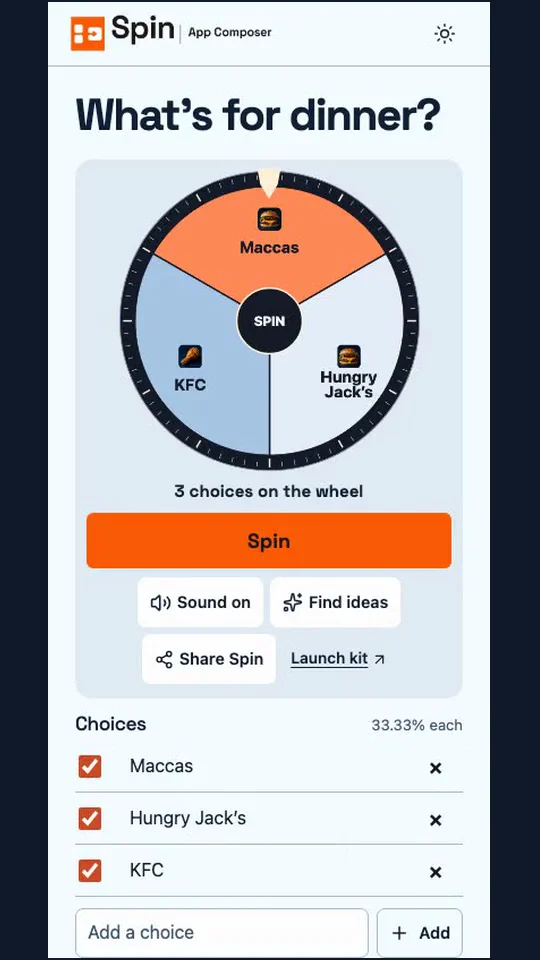 Spin | App Composer
What's for dinner?
Maccas
SPIN
KFC
Hungry
Jack's
3 choices on the wheel
Spin
Sound on
Find ideas
Share Spin
Launch kit
Choices
33.33% each
Maccas
Hungry Jack's
KFC
Add a choice
Add